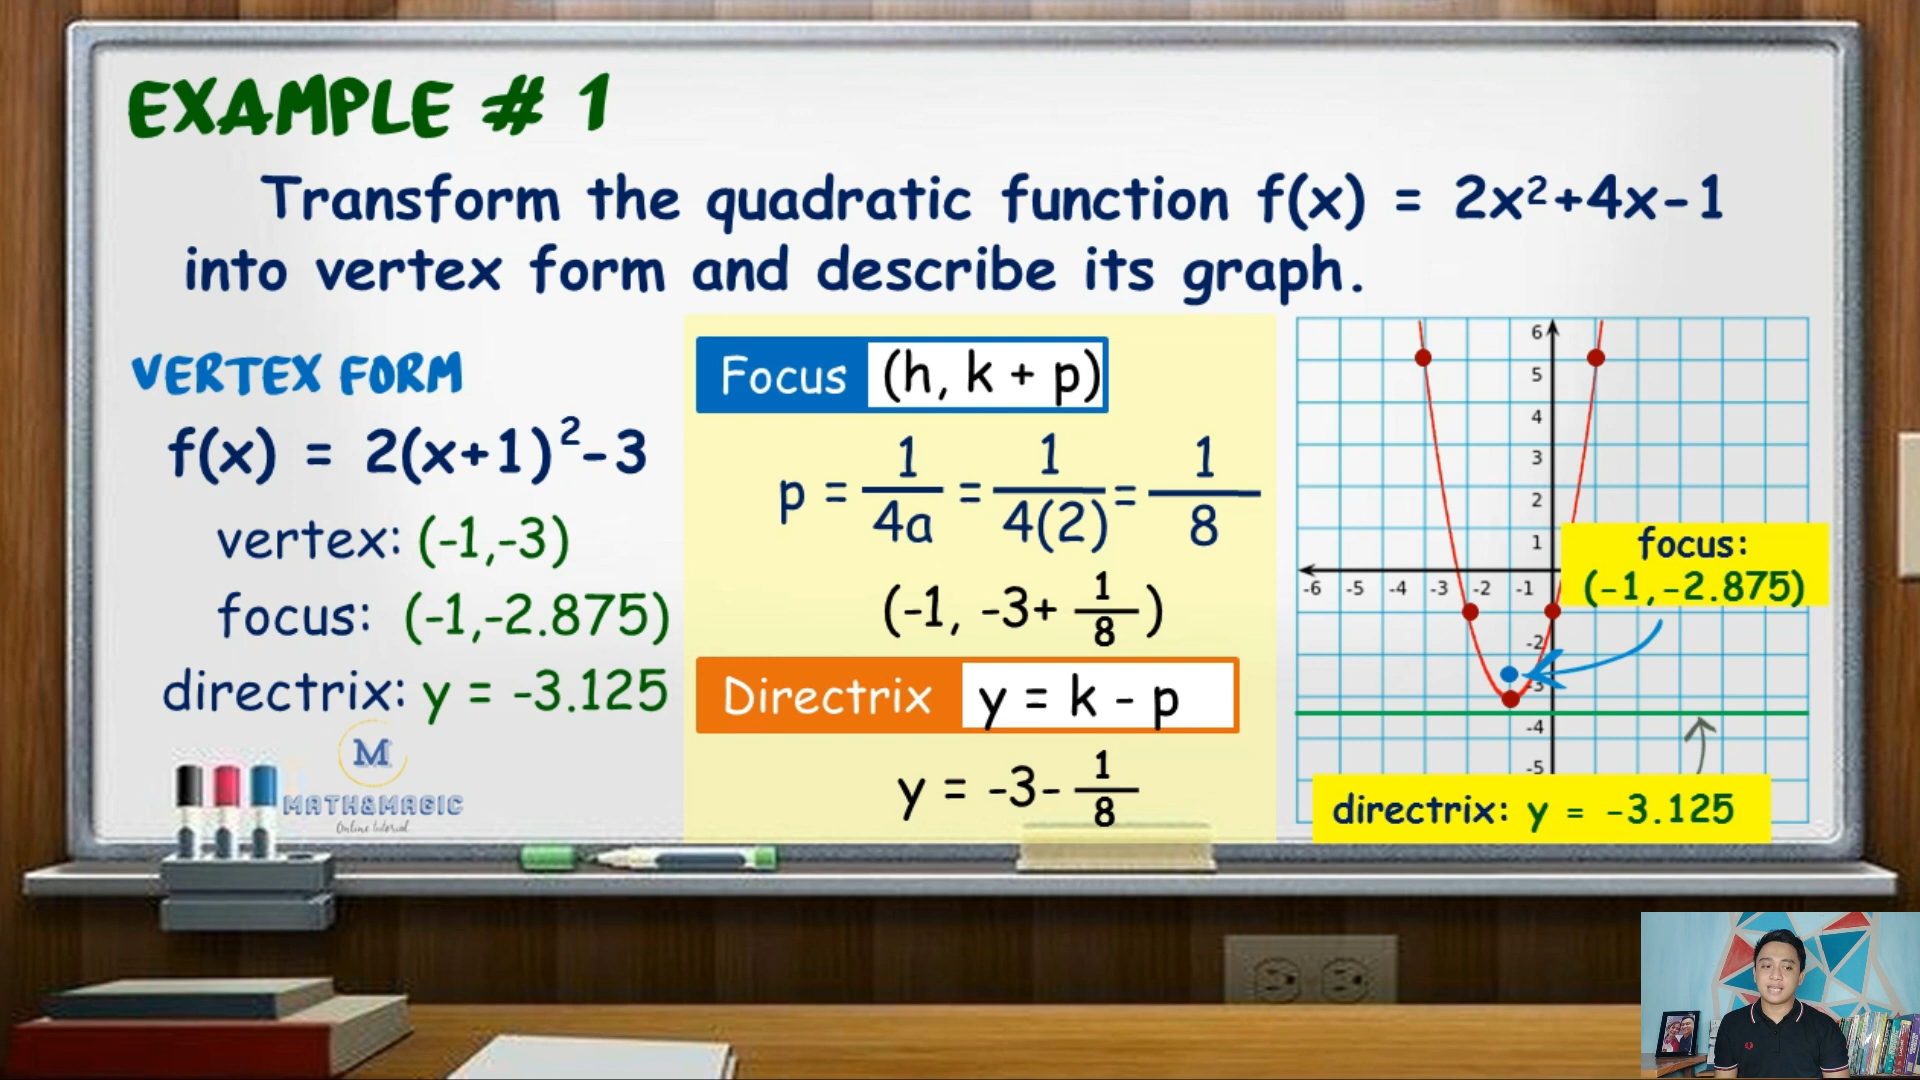 EXAMPLE # 1
Transform the quadratic function f(x) = 2x²+4x-1
into vertex form and describe its graph.
VERTEX FORM
f(x) = 2(x+1)²-3
vertex: (-1,-3)
focus: (-1,-2.875)
directrix: y = -3.125
M
MATH&MAGIC
Online tutorial
Focus (h, k + p)
p = 1/4a = 1/4(2) = 1/8
(-1, -3+ 1/8 )
Directrix y = k - p
y = -3- 1/8
6
5
4
3
2
1
-6 -5 -4 -3 -2 -1
-2
-3
-4
-5
focus:
(-1,-2.875)
directrix: y = -3.125